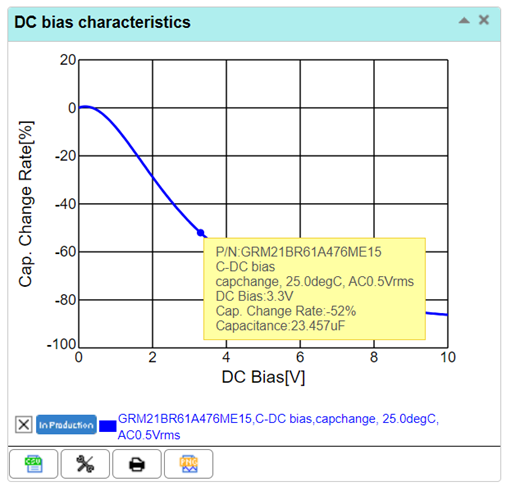 DC bias characteristics
20
0
-20
-40
-60
-80
-100
Cap. Change Rate[%]
P/N:GRM21BR61A476ME15
C-DC bias
capchange, 25.0degC, AC0.5Vrms
DC Bias:3.3V
Cap. Change Rate:-52%
Capacitance:23.457uF
0 2 4 6 8 10
DC Bias[V]
In Production
GRM21BR61A476ME15,C-DC bias,capchange, 25.0degC,
AC0.5Vrms
CSV
PNG